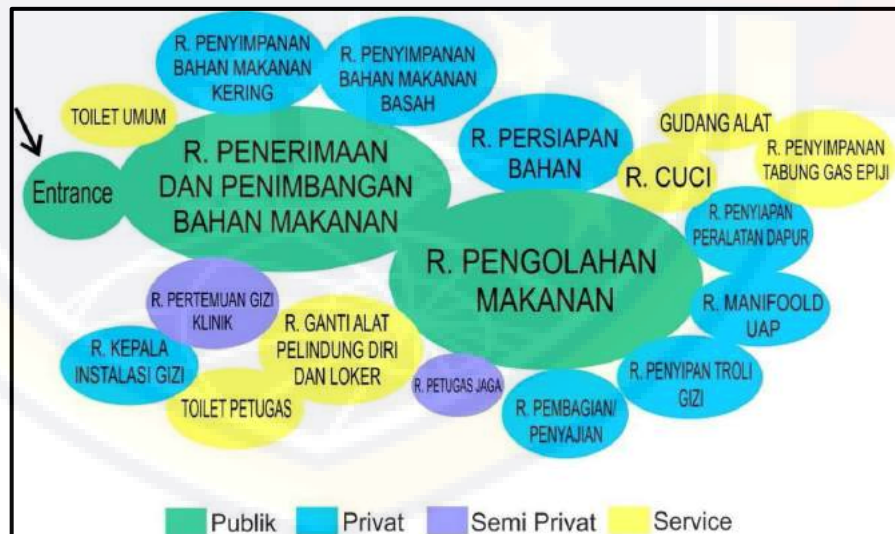 R. PENYIMPANAN
BAHAN MAKANAN
KERING
R. PENYIMPANAN
BAHAN MAKANAN
BASAH
TOILET UMUM
Entrance
R. PENERIMAAN
DAN PENIMBANGAN
BAHAN MAKANAN
R. PERSIAPAN
BAHAN
GUDANG ALAT
R. CUCI
R. PENYIMPANAN
TABUNG GAS EPIJI
R. PENYIAPAN
PERALATAN DAPUR
R. PENGOLAHAN
MAKANAN
R. MANIFOOLD
UAP
R. PERTEMUAN GIZI
KLINIK
R. KEPALA
INSTALASI GIZI
R. GANTI ALAT
PELINDUNG DIRI
DAN LOKER
TOILET PETUGAS
R. PETUGAS JAGA
R. PEMBAGIAN/
PENYAJIAN
R. PENYIPAN TROLI
GIZI
Publik
Privat
Semi Privat
Service